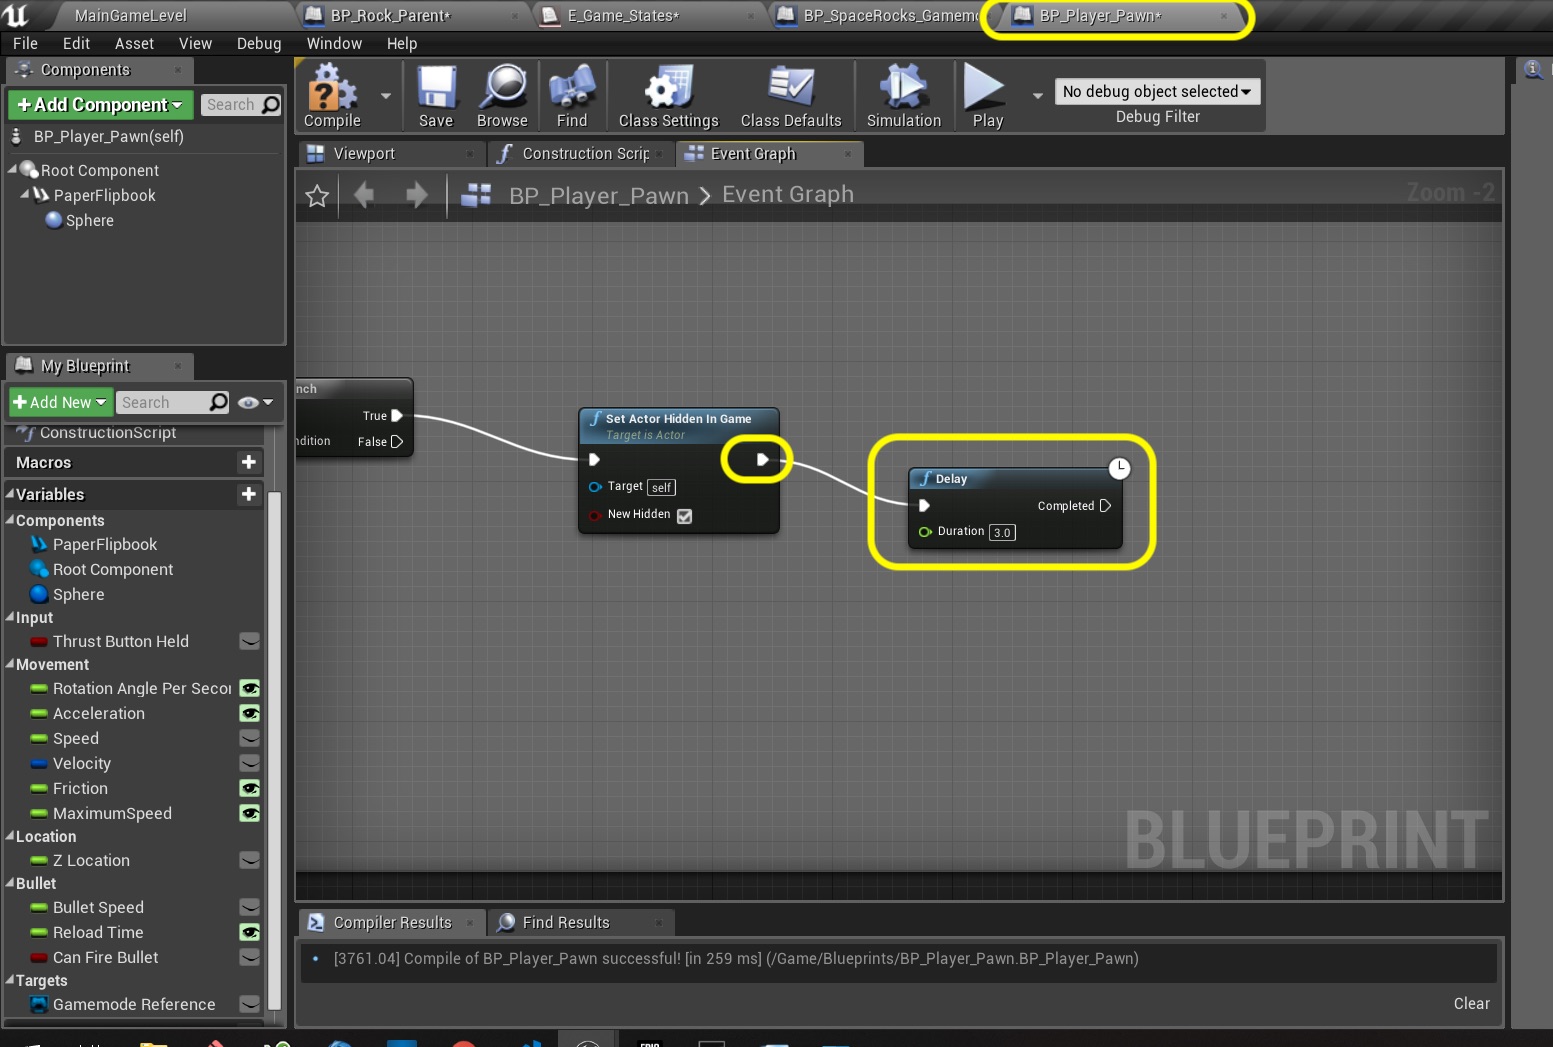 MainGameLevel
BP_Rock_Parent*
E_Game_States*
BP_SpaceRocks_Gamemo
BP_Player_Pawn*
File Edit Asset View Debug Window Help
Components
+Add Component
Search
BP_Player_Pawn(self)
Root Component
PaperFlipbook
Sphere
Compile
Save
Browse
Find
Class Settings
Class Defaults
Simulation
Play
No debug object selected
Debug Filter
Viewport
Construction Scrip
Event Graph
BP_Player_Pawn > Event Graph
Zoom -2
My Blueprint
+Add New
Search
ConstructionScript
Macros
Variables
Components
PaperFlipbook
Root Component
Sphere
Input
Thrust Button Held
Movement
Rotation Angle Per Secon
Acceleration
Speed
Velocity
Friction
MaximumSpeed
Location
Z Location
Bullet
Bullet Speed
Reload Time
Can Fire Bullet
Targets
Gamemode Reference
nch
True
ndition False
f Set Actor Hidden In Game
Target is Actor
Target self
New Hidden
f Delay
Completed
Duration 3.0
BLUEPRINT
Compiler Results
Find Results
[3761.04] Compile of BP_Player_Pawn successful! [in 259 ms] (/Game/Blueprints/BP_Player_Pawn.BP_Player_Pawn)
Clear